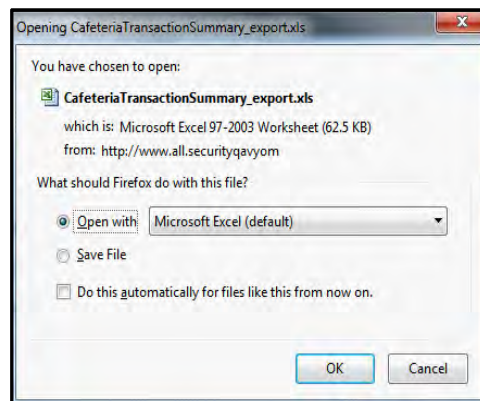 Opening CafeteriaTransactionSummary_export.xls
You have chosen to open:
CafeteriaTransactionSummary_export.xls
which is: Microsoft Excel 97-2003 Worksheet (62.5 KB)
from: http://www.all.securityqavyom
What should Firefox do with this file?
Open with Microsoft Excel (default)
Save File
Do this automatically for files like this from now on.
OK Cancel